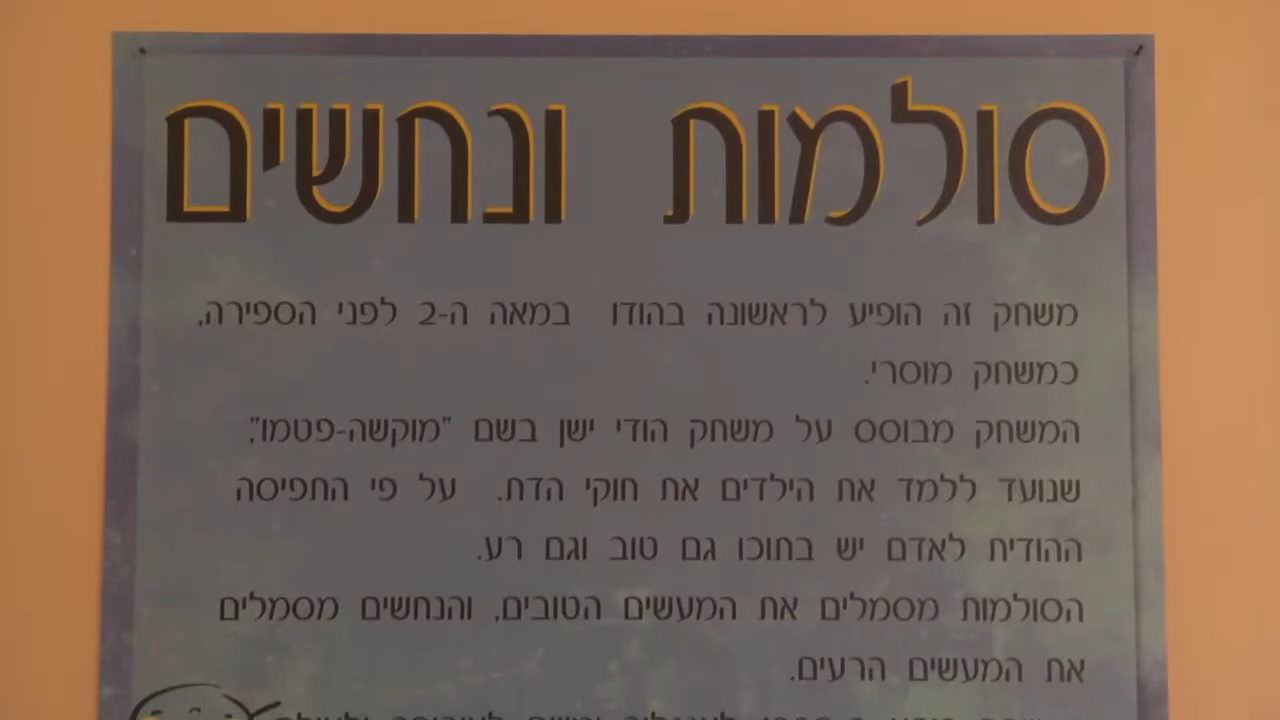 סולמות ונחשים
משחק זה הופיע לראשונה בהודו במאה ה-2 לפני הספירה,
כמשחק מוסרי.
המשחק מבוסס על משחק הודי ישן בשם "מוקשה-פטמו",
שנועד ללמד את הילדים את חוקי הדת. על פי התפיסה
ההודית לאדם יש בתוכו גם טוב וגם רע.
הסולמות מסמלים את המעשים הטובים, והנחשים מסמלים
את המעשים הרעים.